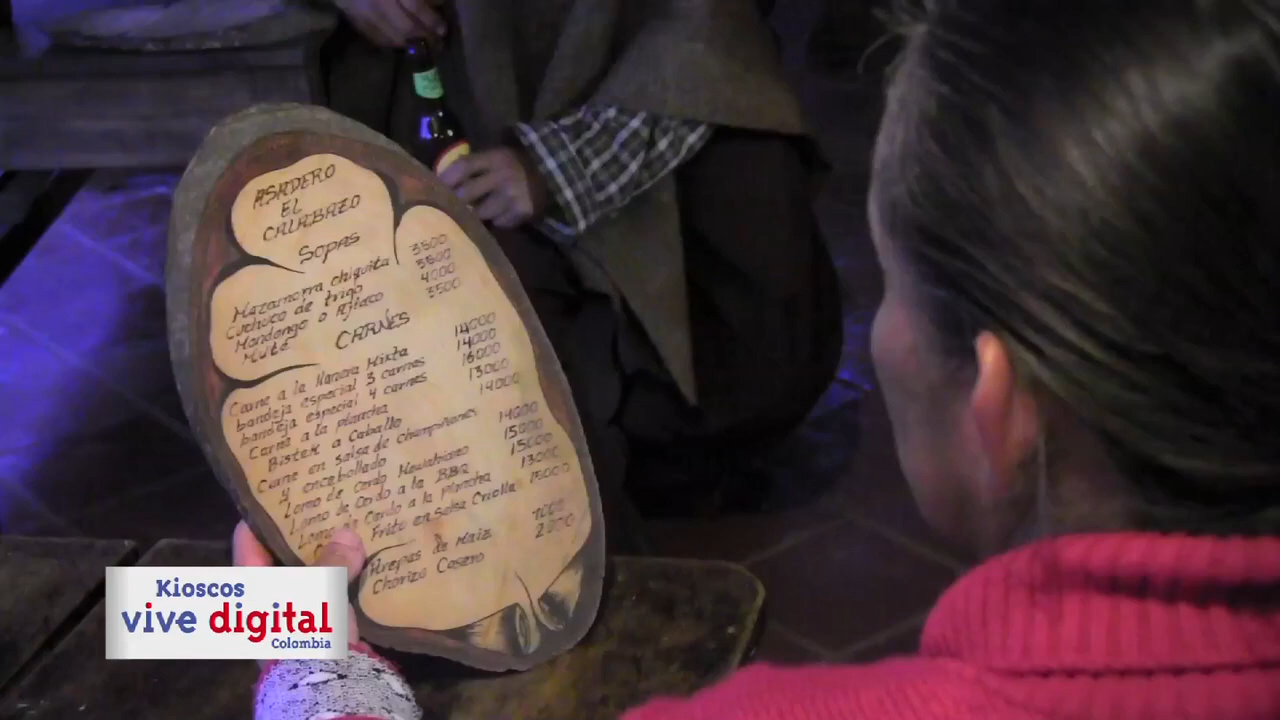 ASADERO
EL
CALABAZO
SOPAS
Mazamorra chiquita 3500
Cuchuco de trigo 3500
Mondongo o Ajiaco 4000
Mute 3500
CARNES
Carne a la Llanera Mixta 14000
bandeja especial 3 carnes 14000
bandeja especial 4 carnes 16000
Carne a la plancha 13000
Bistek a Caballo 14000
Carne en salsa de Champiñones
y encebollado 14000
Lomo de Cerdo Hawaiano 15000
Lomo de Cerdo a la BBQ 15000
Lomo de Cerdo a la plancha 13000
Frito en salsa Criolla 15000
Arepas de Maiz 1000
Chorizo Casero 2000
Kioscos
vive digital
Colombia